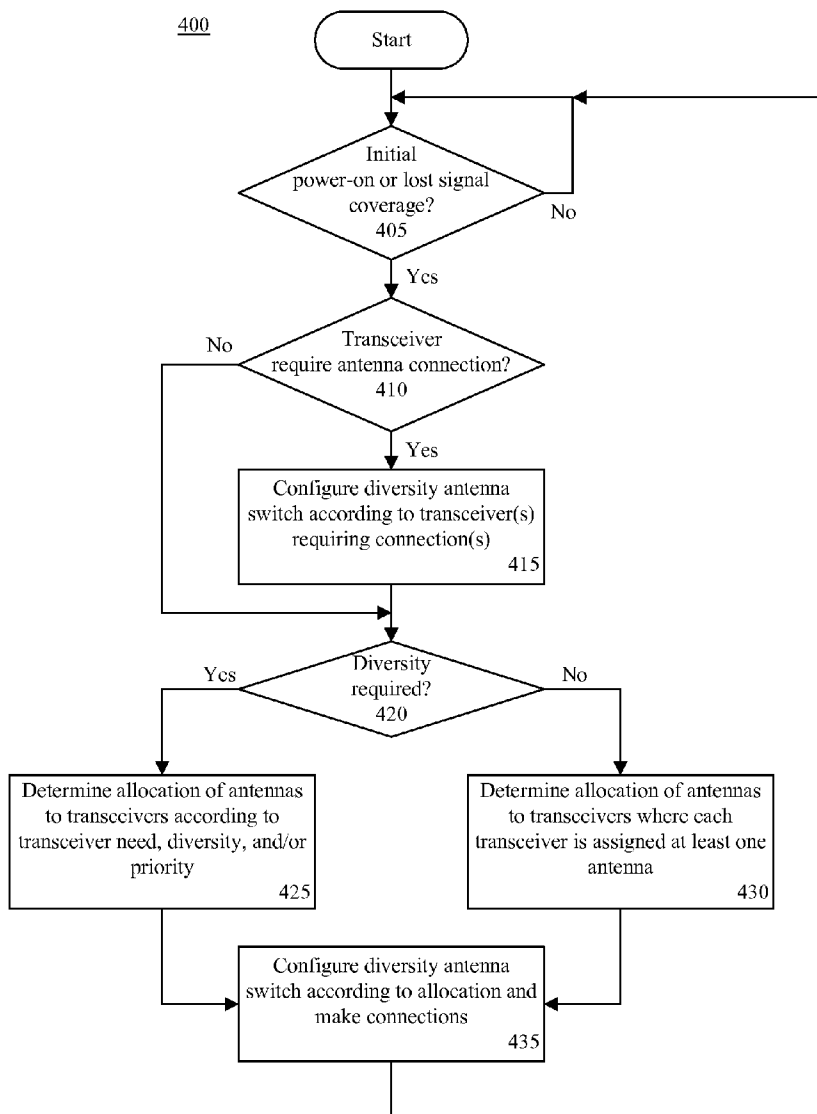 400
Start
Initial
power-on or lost signal
coverage?
405
No
Yes
Transceiver
require antenna connection?
410
No
Yes
Configure diversity antenna
switch according to transceiver(s)
requiring connection(s)
415
Diversity
required?
420
Yes
No
Determine allocation of antennas
to transceivers according to
transceiver need, diversity, and/or
priority
425
Determine allocation of antennas
to transceivers where each
transceiver is assigned at least one
antenna
430
Configure diversity antenna
switch according to allocation and
make connections
435